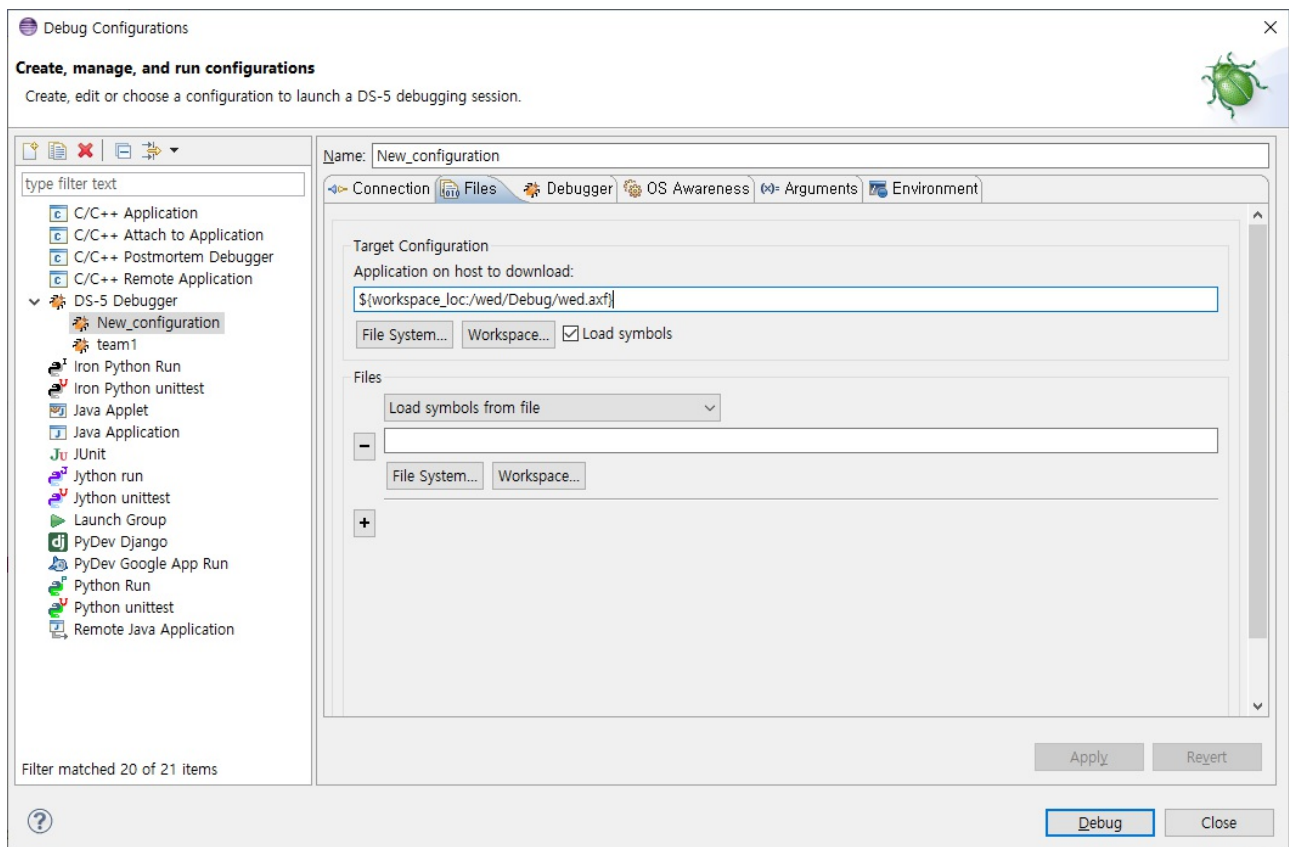 Debug Configurations
Create, manage, and run configurations
Create, edit or choose a configuration to launch a DS-5 debugging session.
type filter text
C/C++ Application
C/C++ Attach to Application
C/C++ Postmortem Debugger
C/C++ Remote Application
DS-5 Debugger
New_configuration
team1
Iron Python Run
Iron Python unittest
Java Applet
Java Application
JUnit
Jython run
Jython unittest
Launch Group
PyDev Django
PyDev Google App Run
Python Run
Python unittest
Remote Java Application
Filter matched 20 of 21 items
Name: New_configuration
Connection Files Debugger OS Awareness Arguments Environment
Target Configuration
Application on host to download:
${workspace_loc:/wed/Debug/wed.axf}
File System... Workspace... Load symbols
Files
Load symbols from file
File System... Workspace...
Apply Revert
Debug Close